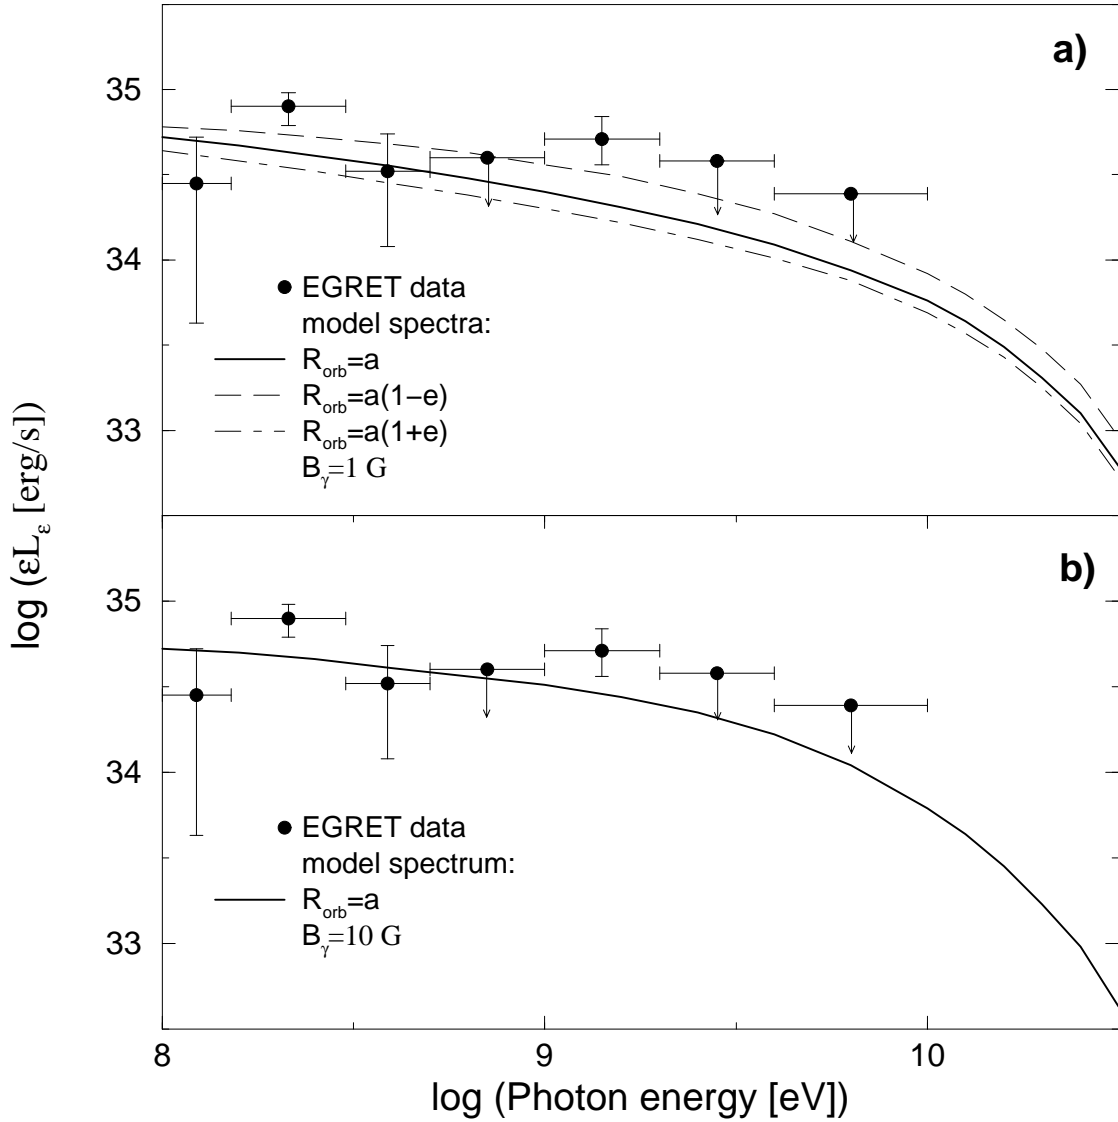 a)
35
34
33
EGRET data
model spectra:
R_orb=a
R_orb=a(1−e)
R_orb=a(1+e)
B_γ=1 G
log (εL_ε [erg/s])
b)
35
34
33
EGRET data
model spectrum:
R_orb=a
B_γ=10 G
8 9 10
log (Photon energy [eV])